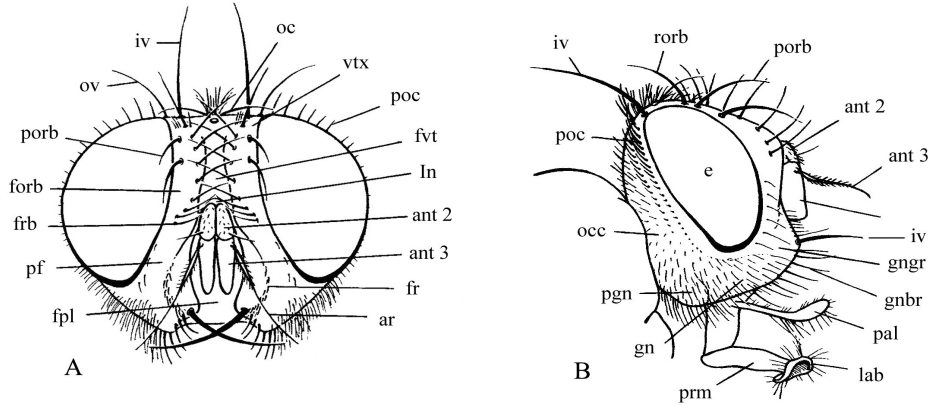 iv
oc
ov
vtx
poc
porb
fvt
forb
In
frb
ant 2
pf
ant 3
fr
fpl
ar
A
iv
rorb
porb
ant 2
poc
ant 3
e
occ
iv
gngr
pgn
gnbr
gn
pal
B
prm
lab